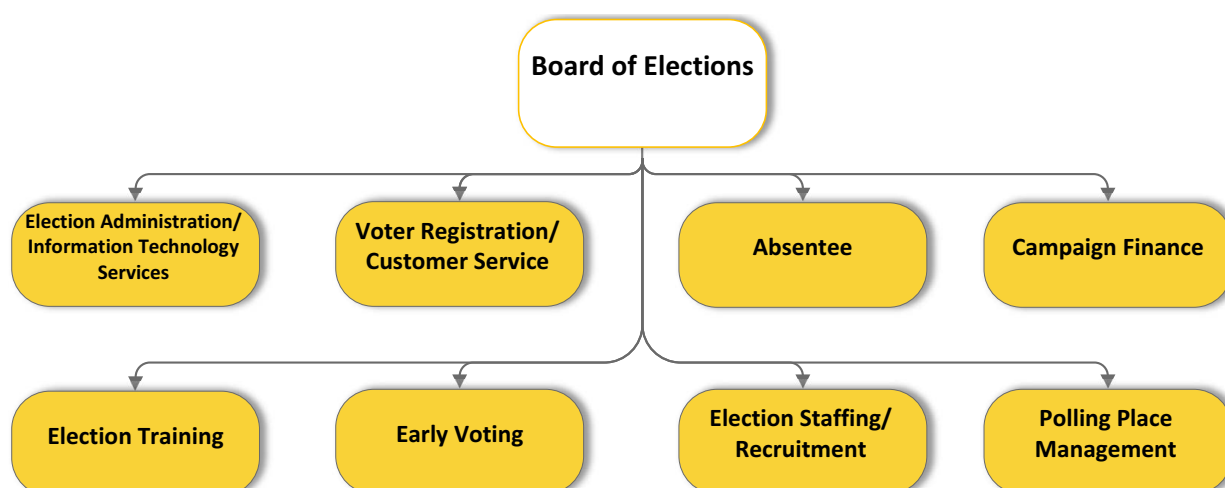 Board of Elections
Election Administration/
Information Technology
Services
Voter Registration/
Customer Service
Absentee
Campaign Finance
Election Training
Early Voting
Election Staffing/
Recruitment
Polling Place
Management